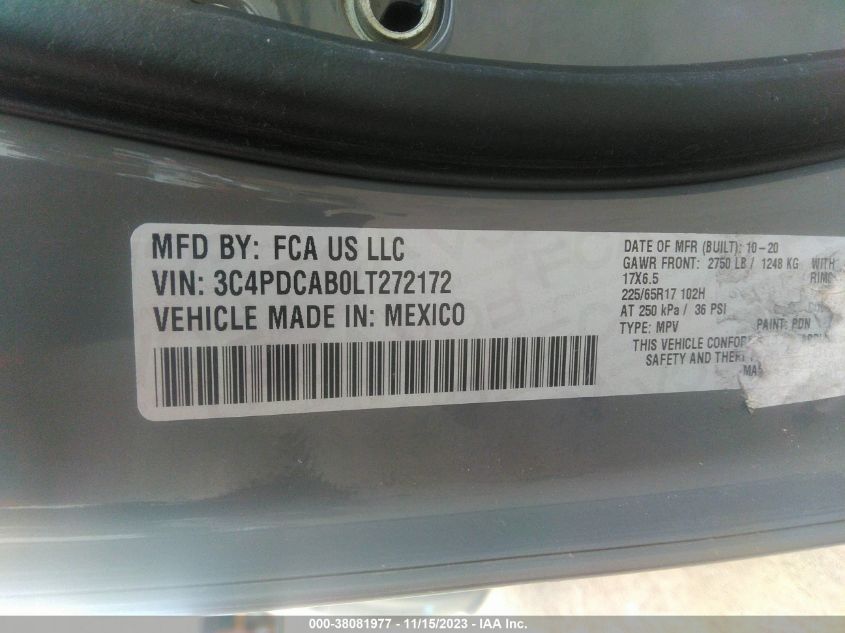 MFD BY: FCA US LLC
VIN: 3C4PDCAB0LT272172
VEHICLE MADE IN: MEXICO
DATE OF MFR (BUILT): 10-20
GAWR FRONT: 2750 LB / 1248 KG WITH
17X6.5
225/65R17 102H
AT 250 kPa / 36 PSI
TYPE: MPV PAINT: PDN
THIS VEHICLE
SAFETY AND
000-38081977 - 11/15/2023 - IAA Inc.